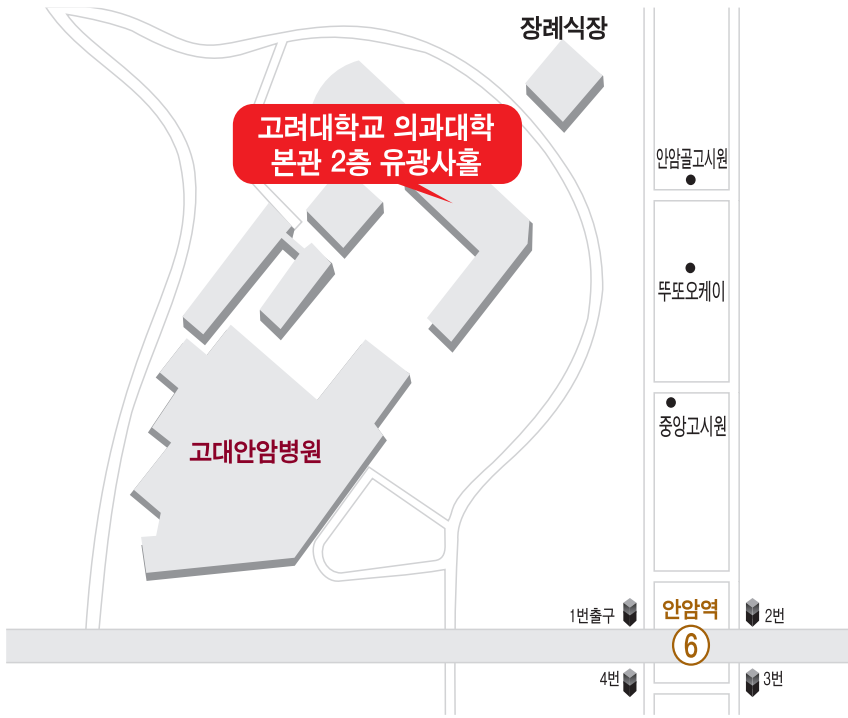 장례식장
고려대학교 의과대학
본관 2층 유광사홀
안암골고시원
뚜또오케이
중앙고시원
고대안암병원
1번출구
안암역
2번
6
4번
3번